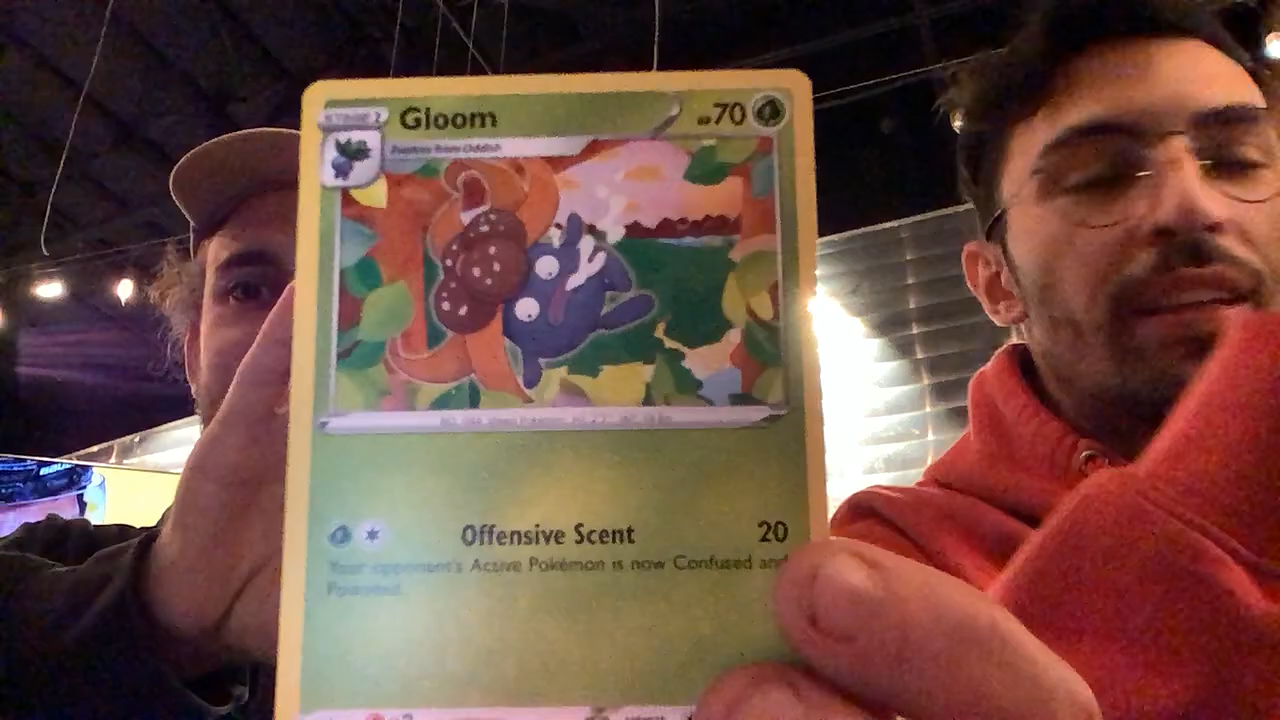 STAGE 1
Gloom
HP 70
Evolves from Oddish
Offensive Scent 20
Your opponent's Active Pokémon is now Confused and
Poisoned.